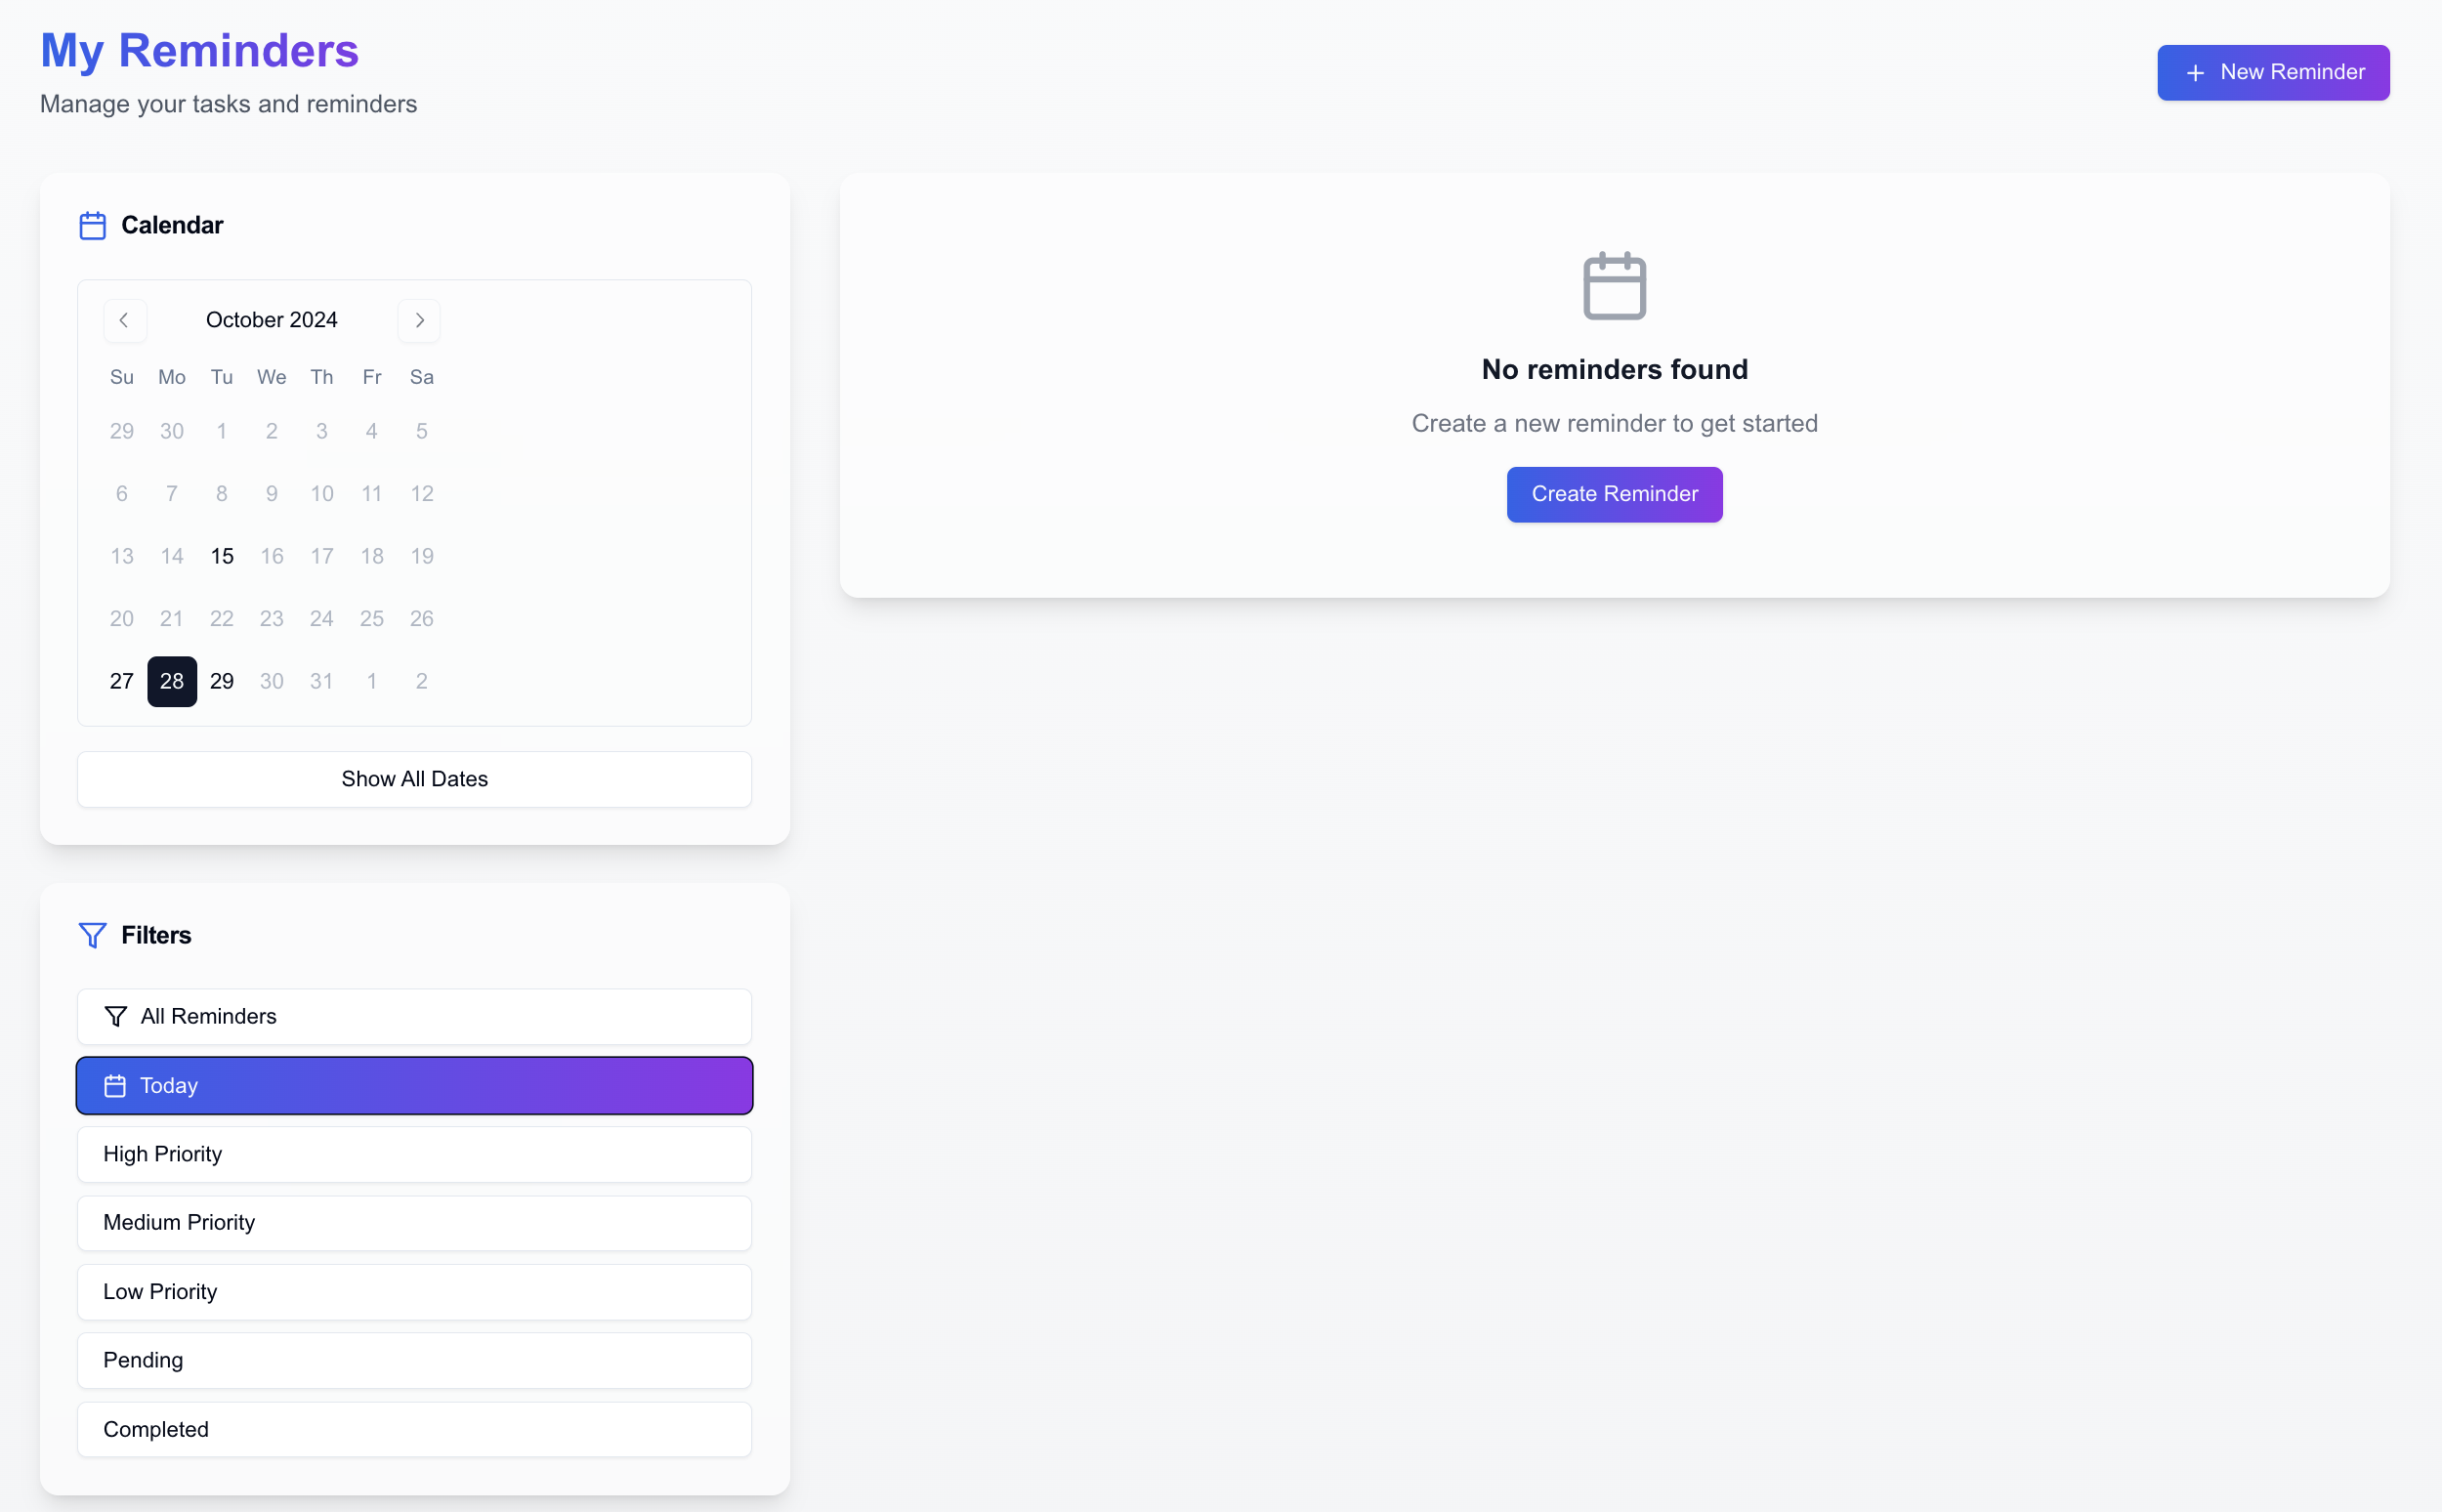 My Reminders
Manage your tasks and reminders
New Reminder
Calendar
October 2024
Su Mo Tu We Th Fr Sa
29 30 1 2 3 4 5
6 7 8 9 10 11 12
13 14 15 16 17 18 19
20 21 22 23 24 25 26
27 28 29 30 31 1 2
Show All Dates
Filters
All Reminders
Today
High Priority
Medium Priority
Low Priority
Pending
Completed
No reminders found
Create a new reminder to get started
Create Reminder